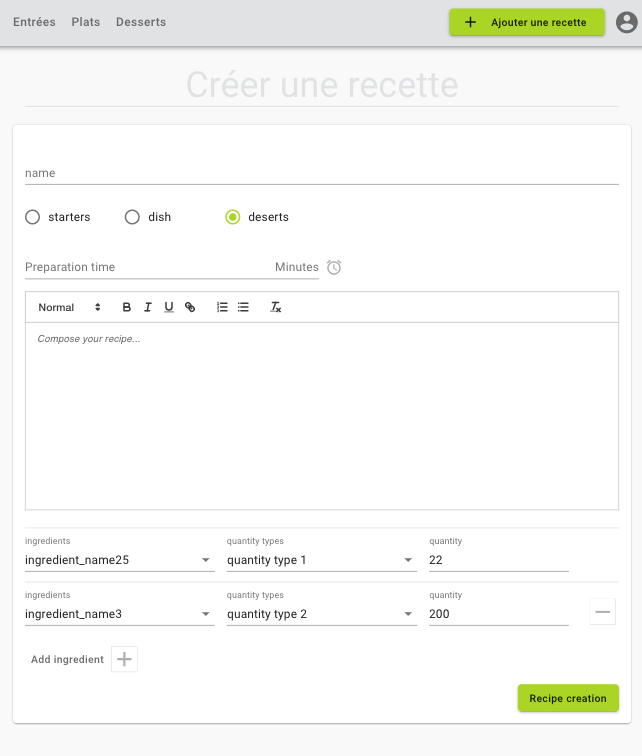 Entrées Plats Desserts Ajouter une recette
Créer une recette
name
starters dish deserts
Preparation time Minutes
Normal B I U
Compose your recipe...
ingredients quantity types quantity
ingredient_name25 quantity type 1 22
ingredients quantity types quantity
ingredient_name3 quantity type 2 200
Add ingredient
Recipe creation